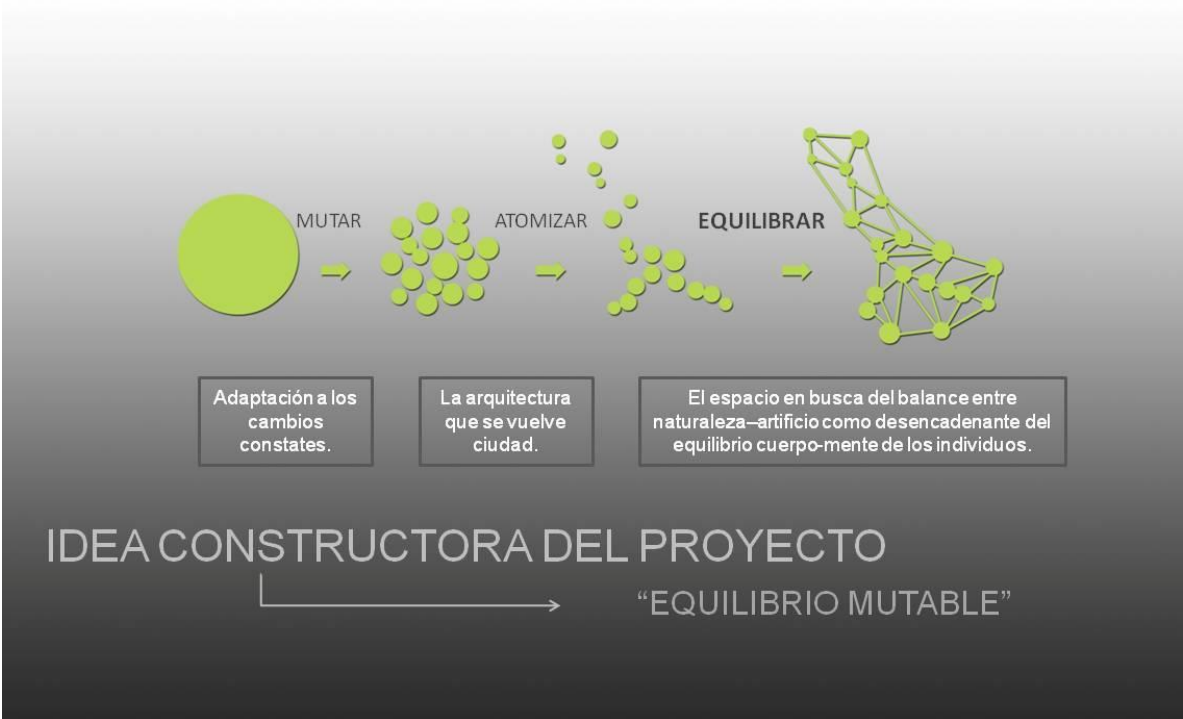 MUTAR
ATOMIZAR
EQUILIBRAR
Adaptación a los
cambios
constates.
La arquitectura
que se vuelve
ciudad.
El espacio en busca del balance entre
naturaleza–artificio como desencadenante del
equilibrio cuerpo-mente de los individuos.
IDEA CONSTRUCTORA DEL PROYECTO
“EQUILIBRIO MUTABLE”